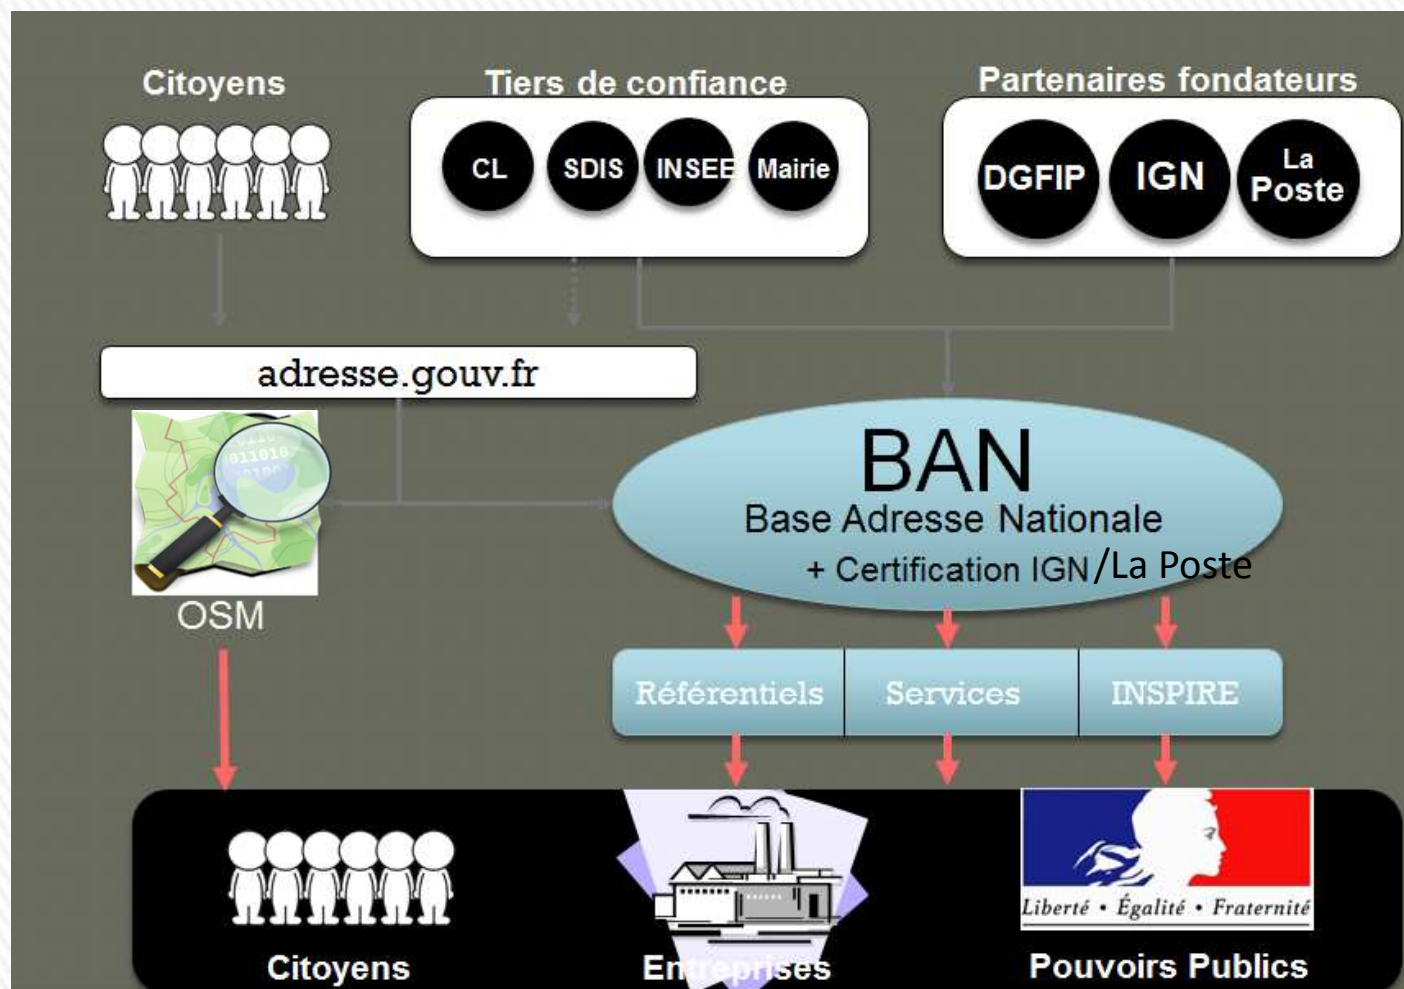 Citoyens
Tiers de confiance
Partenaires fondateurs
CL
SDIS
INSEE
Mairie
DGFIP
IGN
La
Poste
adresse.gouv.fr
011010
BAN
Base Adresse Nationale
+ Certification IGN/La Poste
OSM
Référentiels
Services
INSPIRE
Liberté • Égalité • Fraternité
Citoyens
Entreprises
Pouvoirs Publics